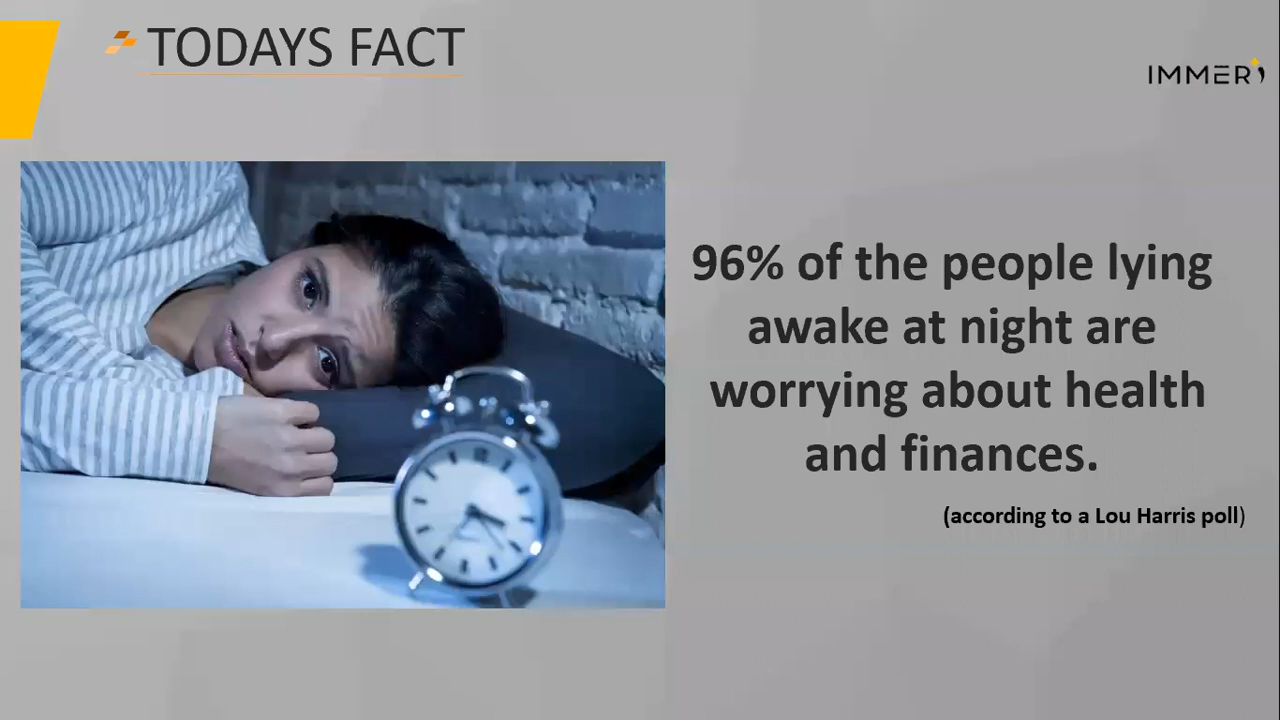 TODAYS FACT
IMMERI
96% of the people lying
awake at night are
worrying about health
and finances.
(according to a Lou Harris poll)